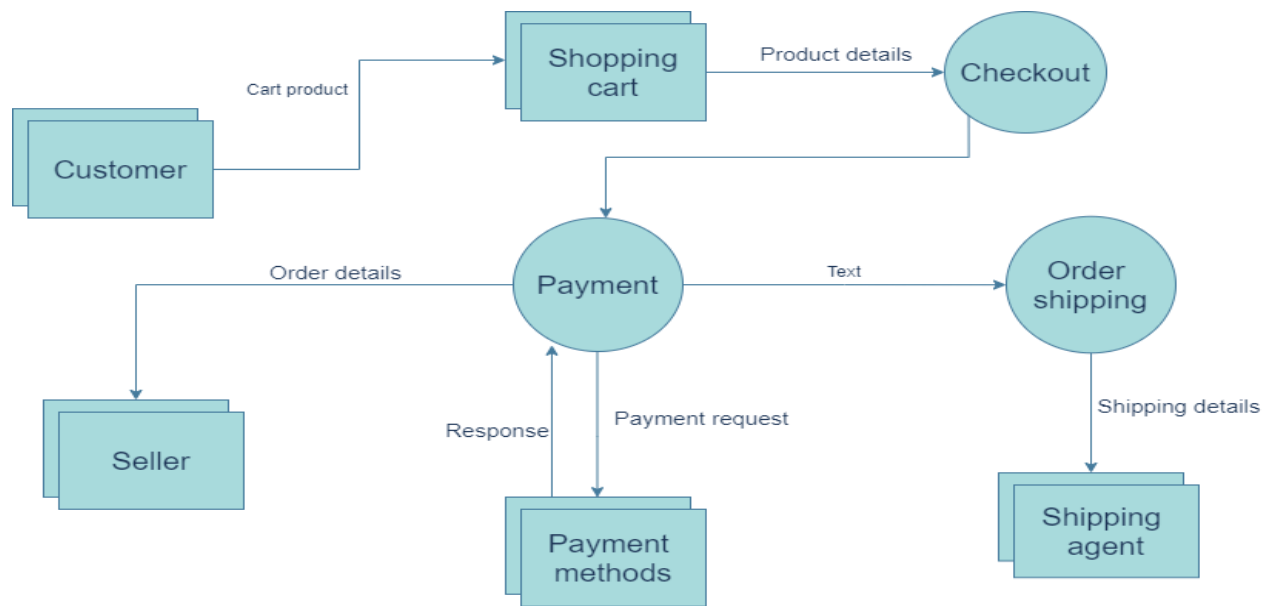 Shopping
cart
Product details
Checkout
Cart product
Customer
Order details
Payment
Text
Order
shipping
Seller
Response
Payment request
Shipping details
Payment
methods
Shipping
agent